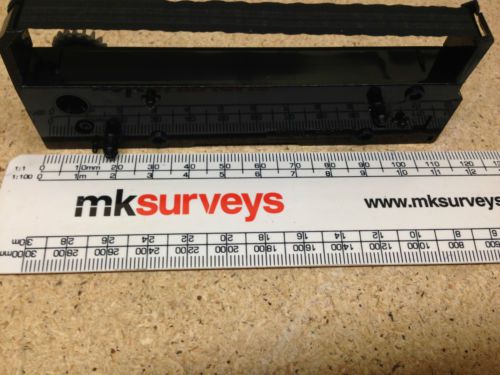 1:1 0 10mm 20 30 40 50 60 70 80 90 100 110 120
1:100 0 1m 2 3 4 5 6 7 8 9 10 11 12
mksurveys www.mksurveys
30m 28 26 24 22 20 18 16 14 12 10 8 6
00mm 3000 2800 2600 2400 2200 2000 1800 1600 1400 1200 1000 800 600